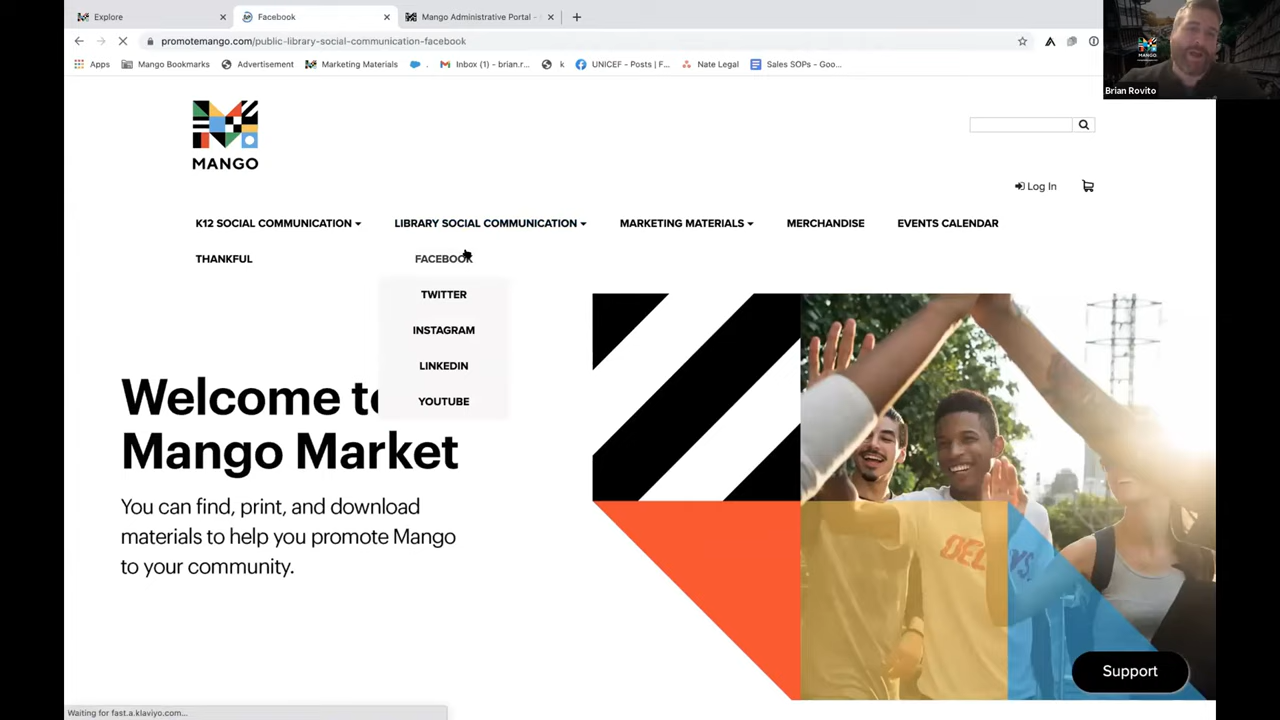 Explore
Facebook
Mango Administrative Portal -
promotemango.com/public-library-social-communication-facebook
Apps
Mango Bookmarks
Advertisement
Marketing Materials
Inbox (1) - brian.r...
k
UNICEF - Posts | F...
Nate Legal
Sales SOPs - Goo...
MANGO
Brian Rovito
MANGO
Log In
K12 SOCIAL COMMUNICATION
LIBRARY SOCIAL COMMUNICATION
MARKETING MATERIALS
MERCHANDISE
EVENTS CALENDAR
THANKFUL
FACEBOOK
TWITTER
INSTAGRAM
LINKEDIN
YOUTUBE
Welcome to
Mango Market
You can find, print, and download
materials to help you promote Mango
to your community.
Support
Waiting for fast.a.klaviyo.com...